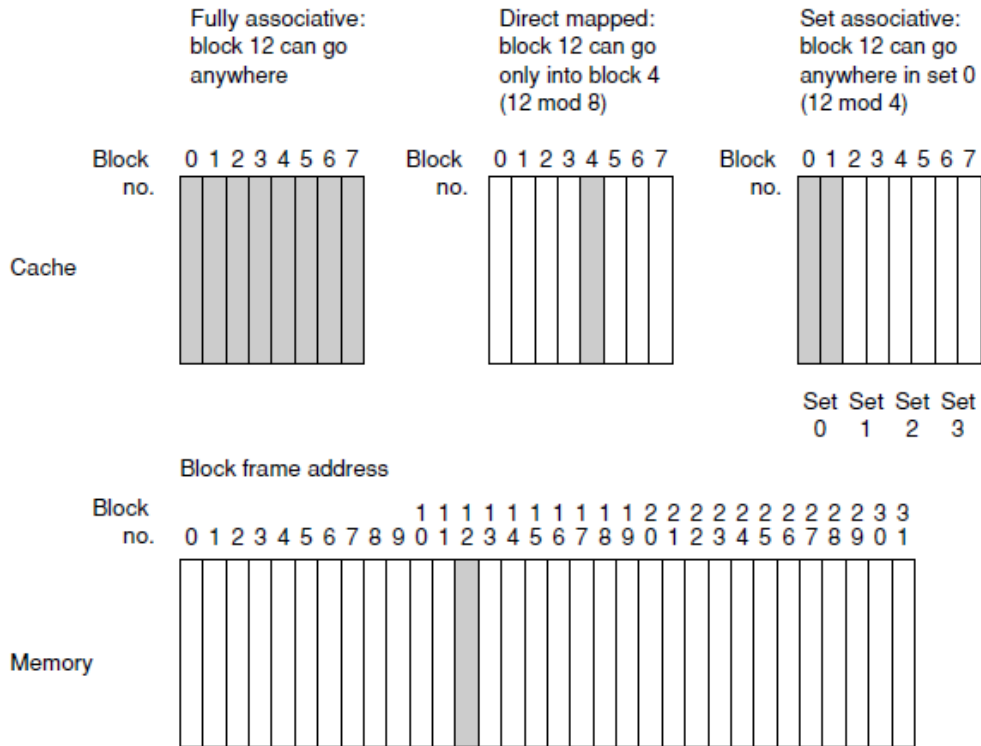 Fully associative:
block 12 can go
anywhere
Direct mapped:
block 12 can go
only into block 4
(12 mod 8)
Set associative:
block 12 can go
anywhere in set 0
(12 mod 4)
Block no. 0 1 2 3 4 5 6 7
Block no. 0 1 2 3 4 5 6 7
Block no. 0 1 2 3 4 5 6 7
Cache
Set Set Set Set
0 1 2 3
Block frame address
Block 1 1 1 1 1 1 1 1 1 1 2 2 2 2 2 2 2 2 2 2 3 3
no. 0 1 2 3 4 5 6 7 8 9 0 1 2 3 4 5 6 7 8 9 0 1 2 3 4 5 6 7 8 9 0 1
Memory